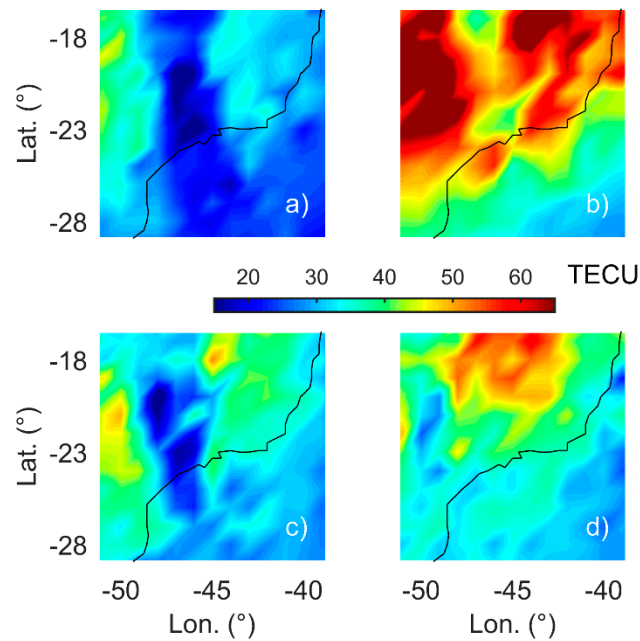 -18
-23
-28
Lat. (°)
a)
b)
20 30 40 50 60 TECU
-18
-23
-28
Lat. (°)
c)
d)
-50 -45 -40 -50 -45 -40
Lon. (°) Lon. (°)